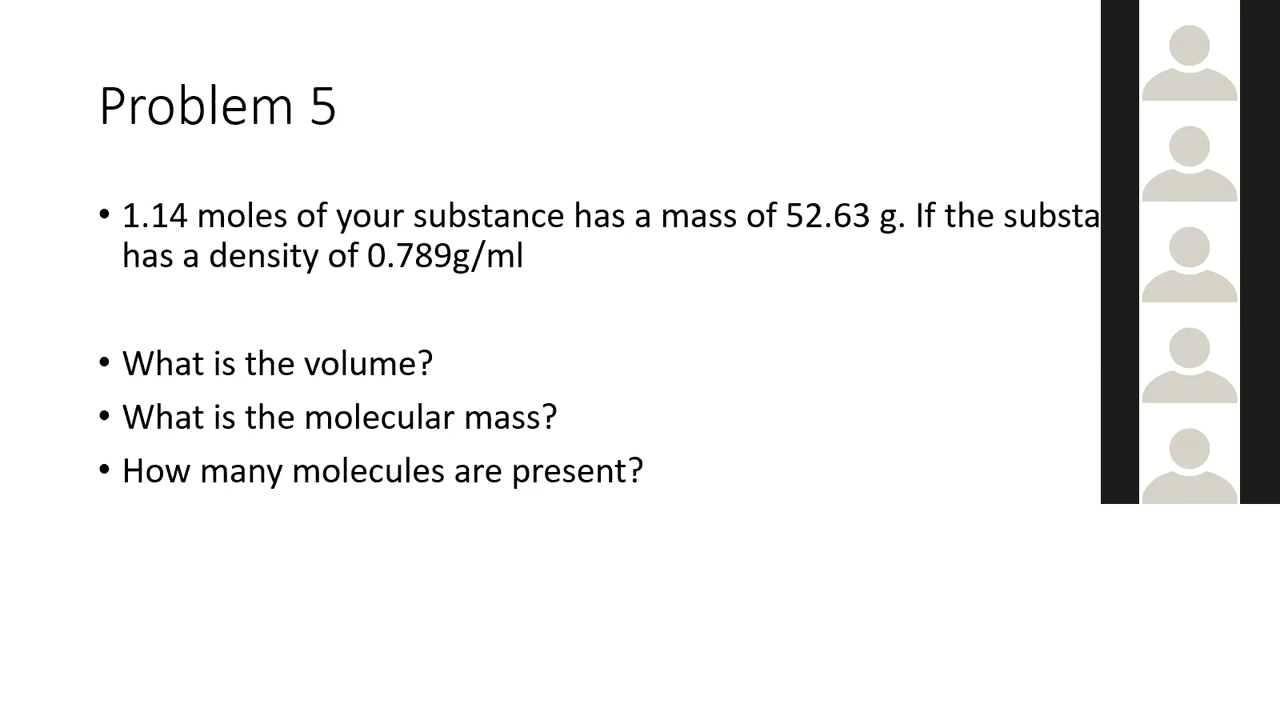 Problem 5
• 1.14 moles of your substance has a mass of 52.63 g. If the substa
has a density of 0.789g/ml
• What is the volume?
• What is the molecular mass?
• How many molecules are present?